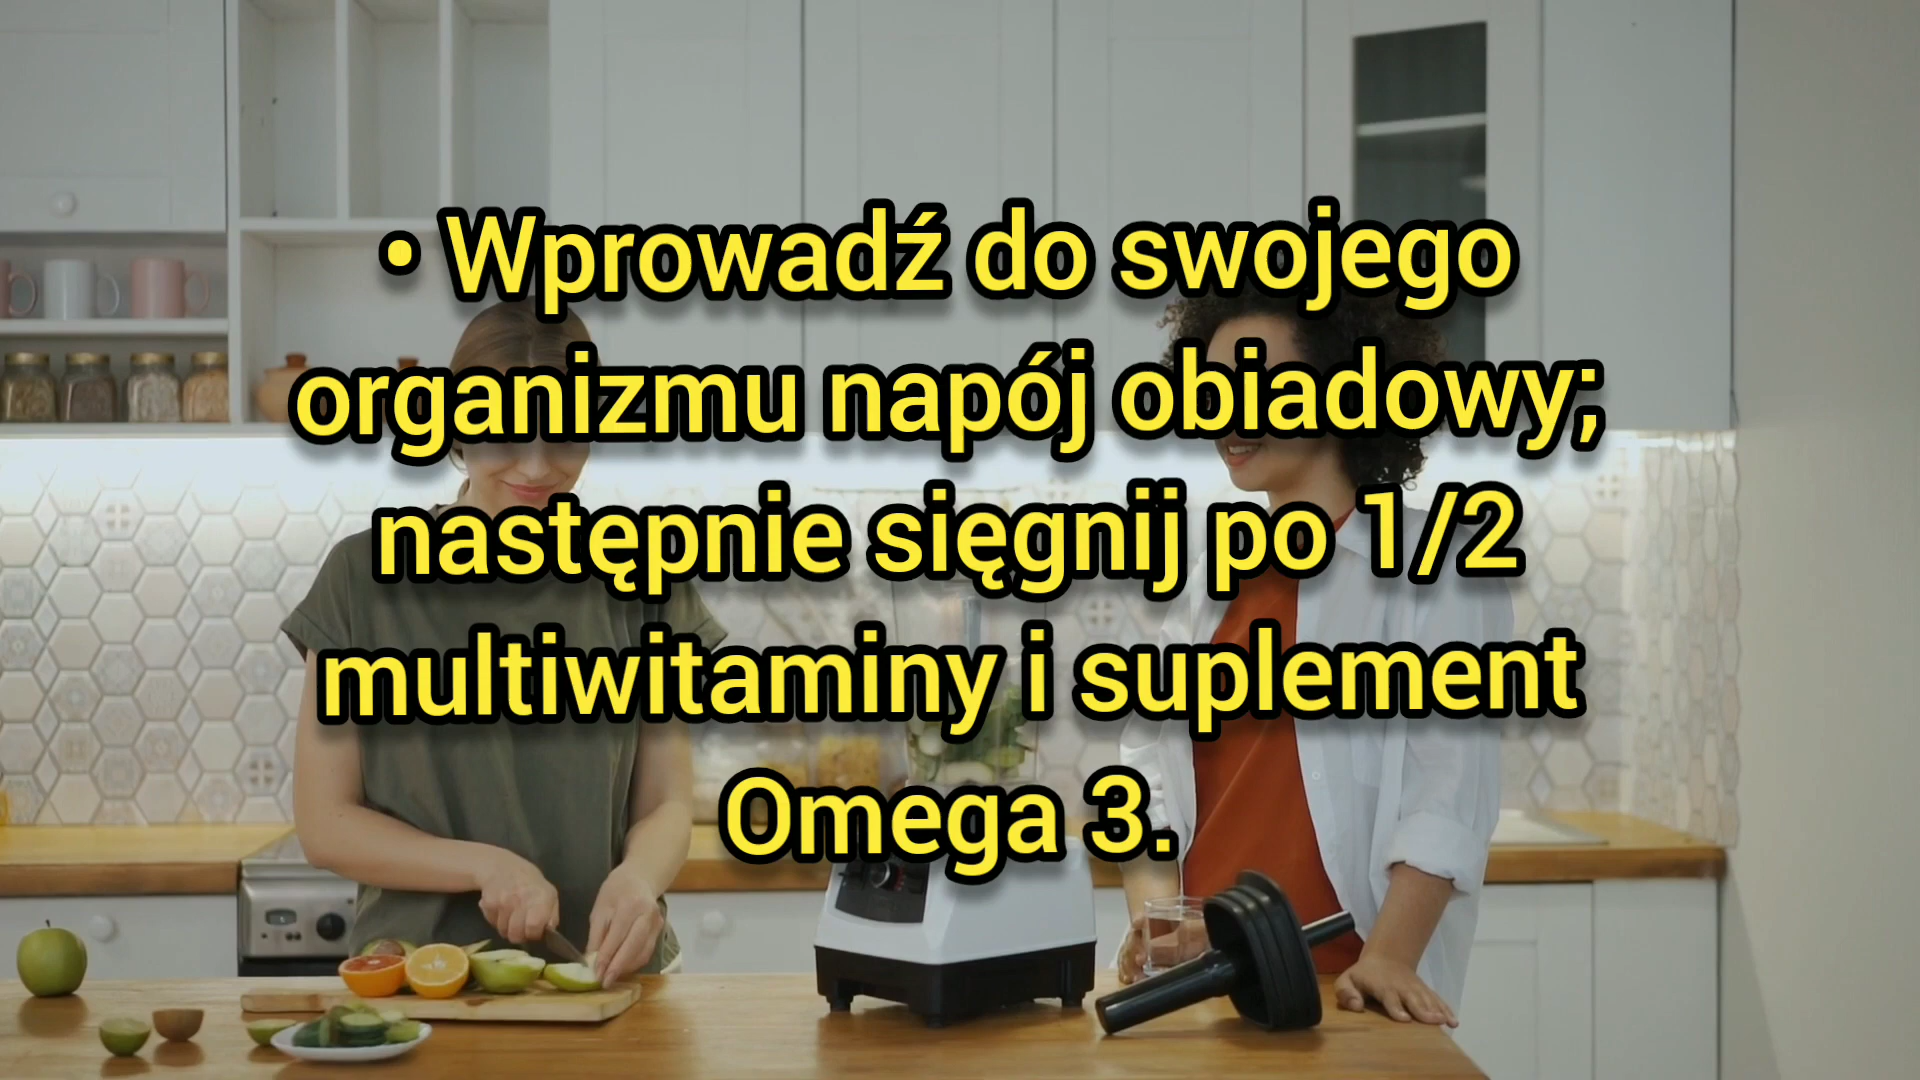 • Wprowadź do swojego
organizmu napój obiadowy;
następnie sięgnij po 1/2
multiwitaminy i suplement
Omega 3.